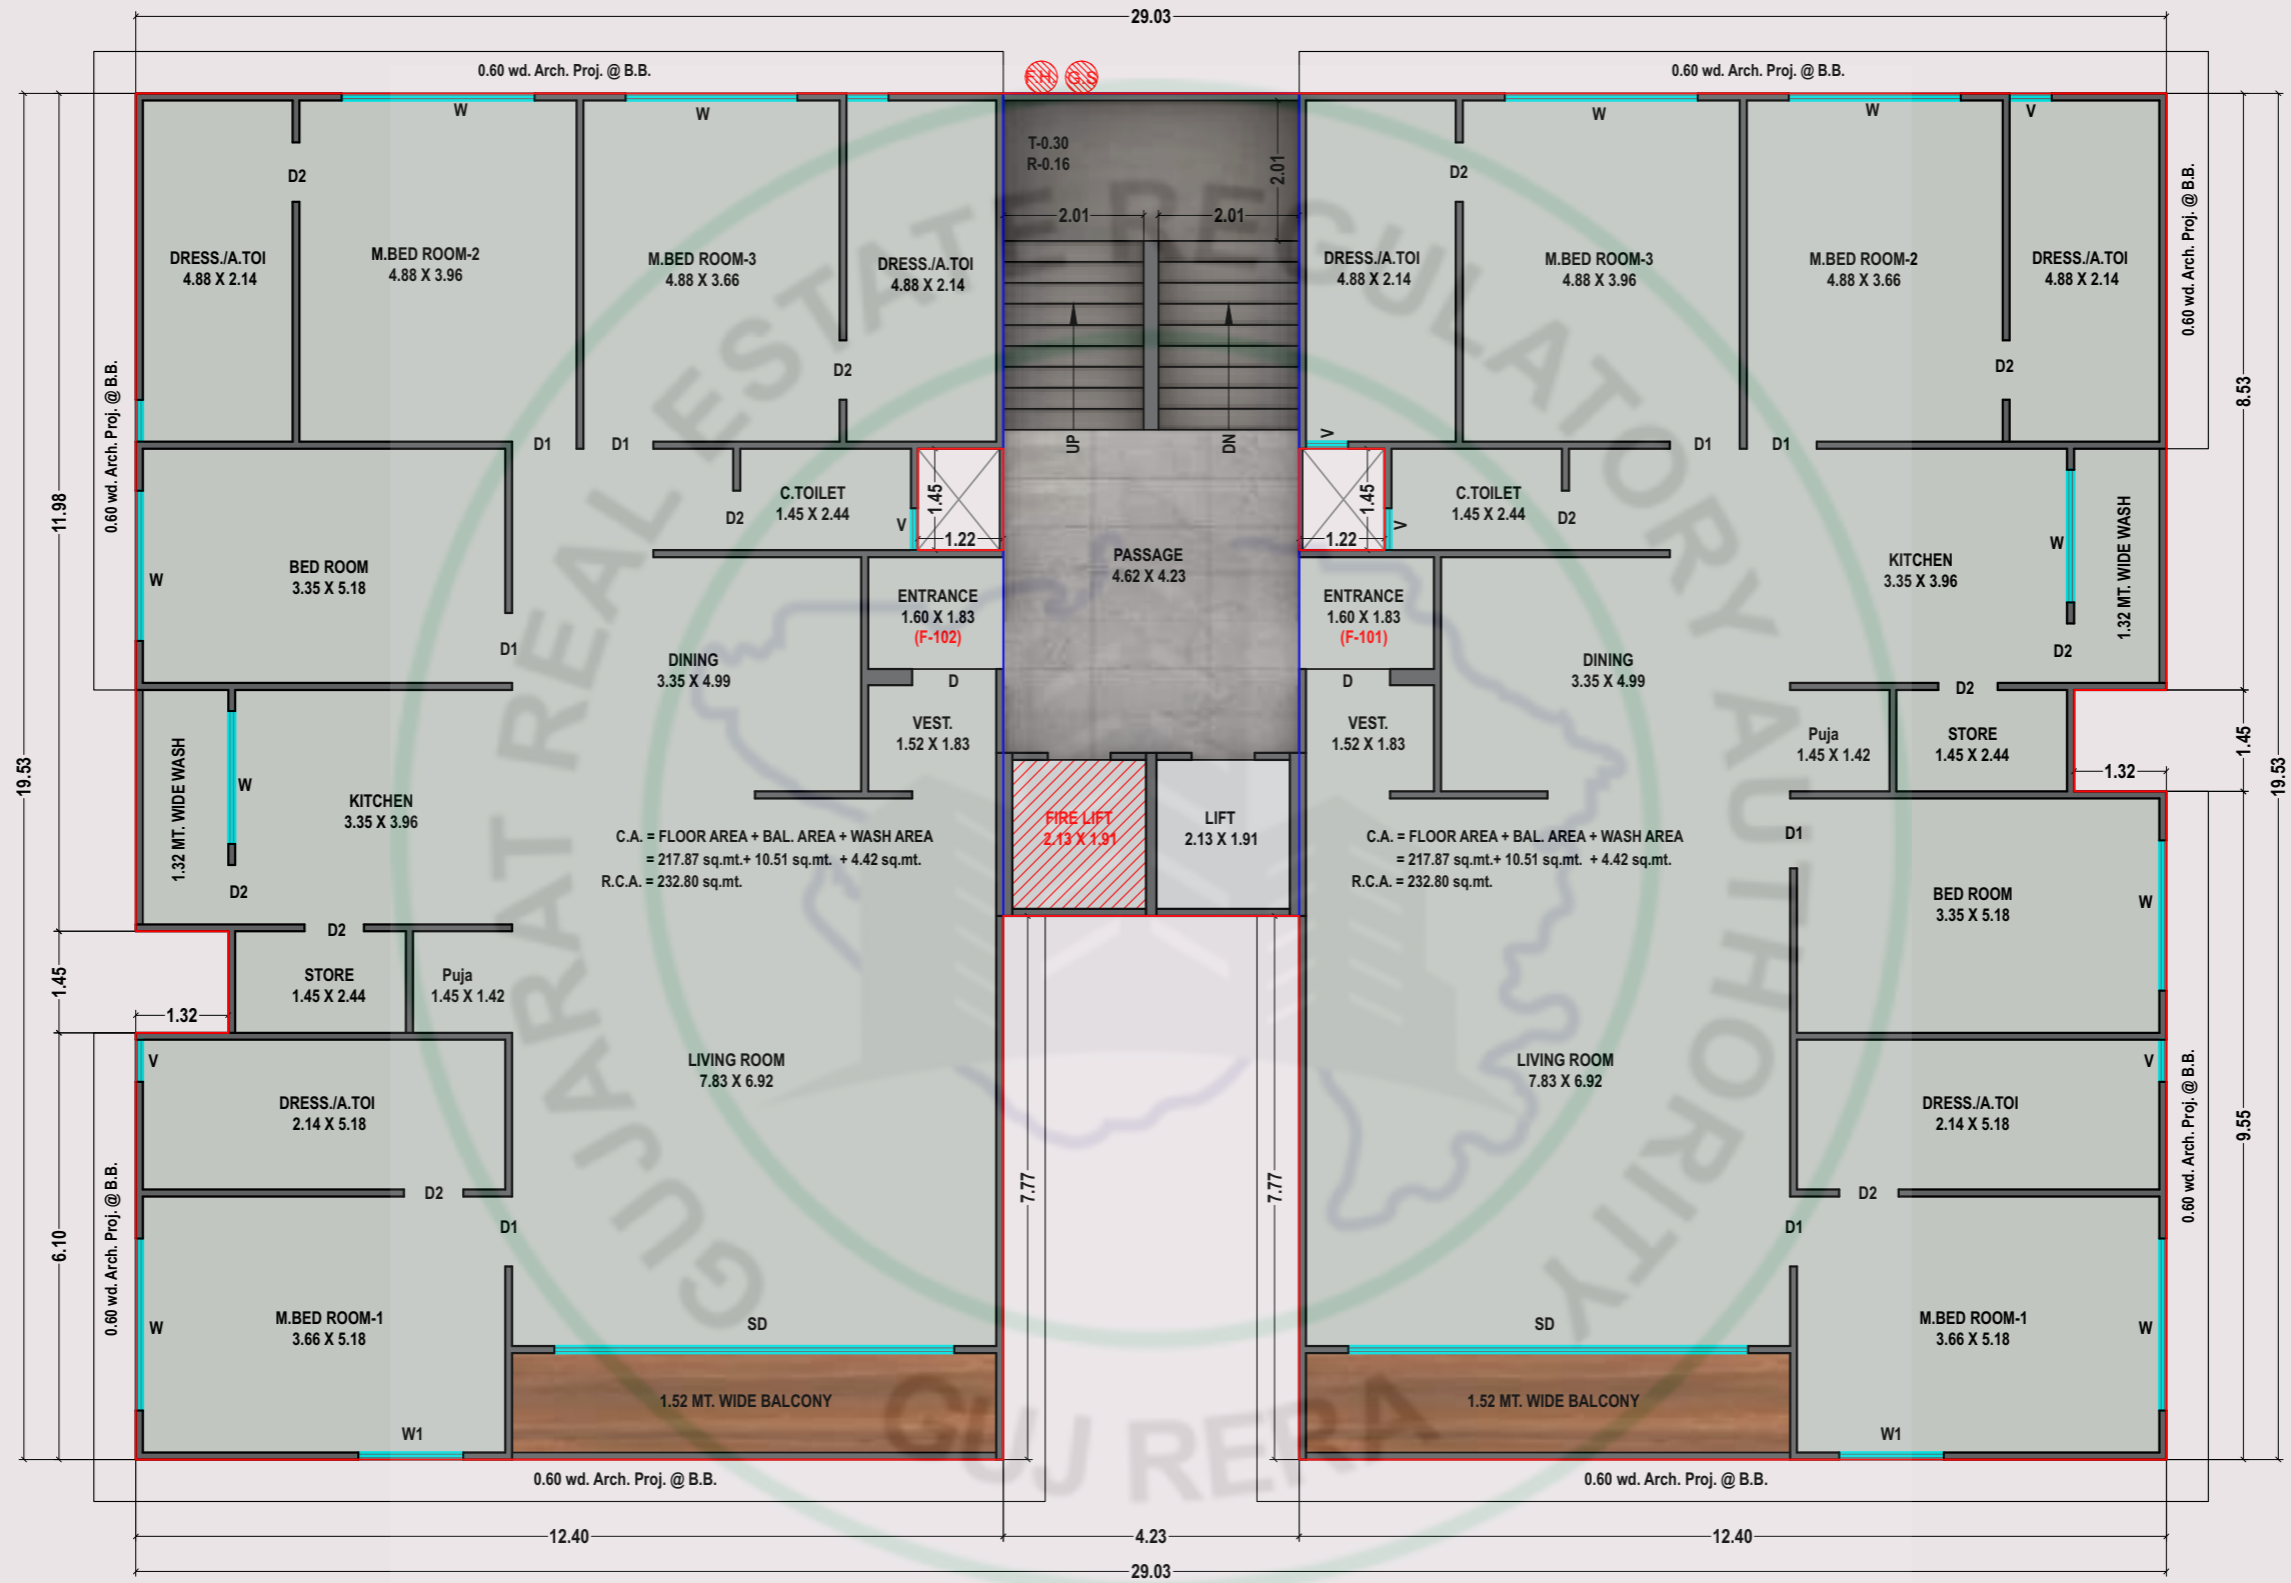 29.03
0.60 wd. Arch. Proj. @ B.B.
F.H.
G.S
0.60 wd. Arch. Proj. @ B.B.
W
W
W
W
V
T-0.30
R-0.16
2.01
2.01
2.01
D2
D2
DRESS./A.TOI
4.88 X 2.14
M.BED ROOM-2
4.88 X 3.96
M.BED ROOM-3
4.88 X 3.66
DRESS./A.TOI
4.88 X 2.14
DRESS./A.TOI
4.88 X 2.14
M.BED ROOM-3
4.88 X 3.96
M.BED ROOM-2
4.88 X 3.66
DRESS./A.TOI
4.88 X 2.14
0.60 wd. Arch. Proj. @ B.B.
0.60 wd. Arch. Proj. @ B.B.
8.53
D2
D2
D1
D1
UP
DN
V
D1
D1
11.98
C.TOILET
1.45 X 2.44
D2
V
1.45
1.22
1.45
1.22
V
C.TOILET
1.45 X 2.44
D2
BED ROOM
3.35 X 5.18
W
PASSAGE
4.62 X 4.23
KITCHEN
3.35 X 3.96
W
1.32 MT. WIDE WASH
ENTRANCE
1.60 X 1.83
(F-102)
ENTRANCE
1.60 X 1.83
(F-101)
D1
D2
DINING
3.35 X 4.99
D
D
DINING
3.35 X 4.99
D2
VEST.
1.52 X 1.83
VEST.
1.52 X 1.83
Puja
1.45 X 1.42
STORE
1.45 X 2.44
1.45
1.32
19.53
19.53
1.32 MT. WIDE WASH
W
KITCHEN
3.35 X 3.96
D2
FIRE LIFT
2.13 X 1.91
LIFT
2.13 X 1.91
C.A. = FLOOR AREA + BAL. AREA + WASH AREA
= 217.87 sq.mt.+ 10.51 sq.mt. + 4.42 sq.mt.
R.C.A. = 232.80 sq.mt.
C.A. = FLOOR AREA + BAL. AREA + WASH AREA
= 217.87 sq.mt.+ 10.51 sq.mt. + 4.42 sq.mt.
R.C.A. = 232.80 sq.mt.
D1
BED ROOM
3.35 X 5.18
W
D2
STORE
1.45 X 2.44
Puja
1.45 X 1.42
1.45
1.32
V
LIVING ROOM
7.83 X 6.92
LIVING ROOM
7.83 X 6.92
V
DRESS./A.TOI
2.14 X 5.18
DRESS./A.TOI
2.14 X 5.18
0.60 wd. Arch. Proj. @ B.B.
0.60 wd. Arch. Proj. @ B.B.
9.55
7.77
7.77
D2
D2
D1
D1
6.10
M.BED ROOM-1
3.66 X 5.18
W
SD
SD
M.BED ROOM-1
3.66 X 5.18
W
1.52 MT. WIDE BALCONY
1.52 MT. WIDE BALCONY
W1
W1
0.60 wd. Arch. Proj. @ B.B.
0.60 wd. Arch. Proj. @ B.B.
12.40
4.23
12.40
29.03
GUJARAT REAL ESTATE REGULATORY AUTHORITY
GUJ RERA